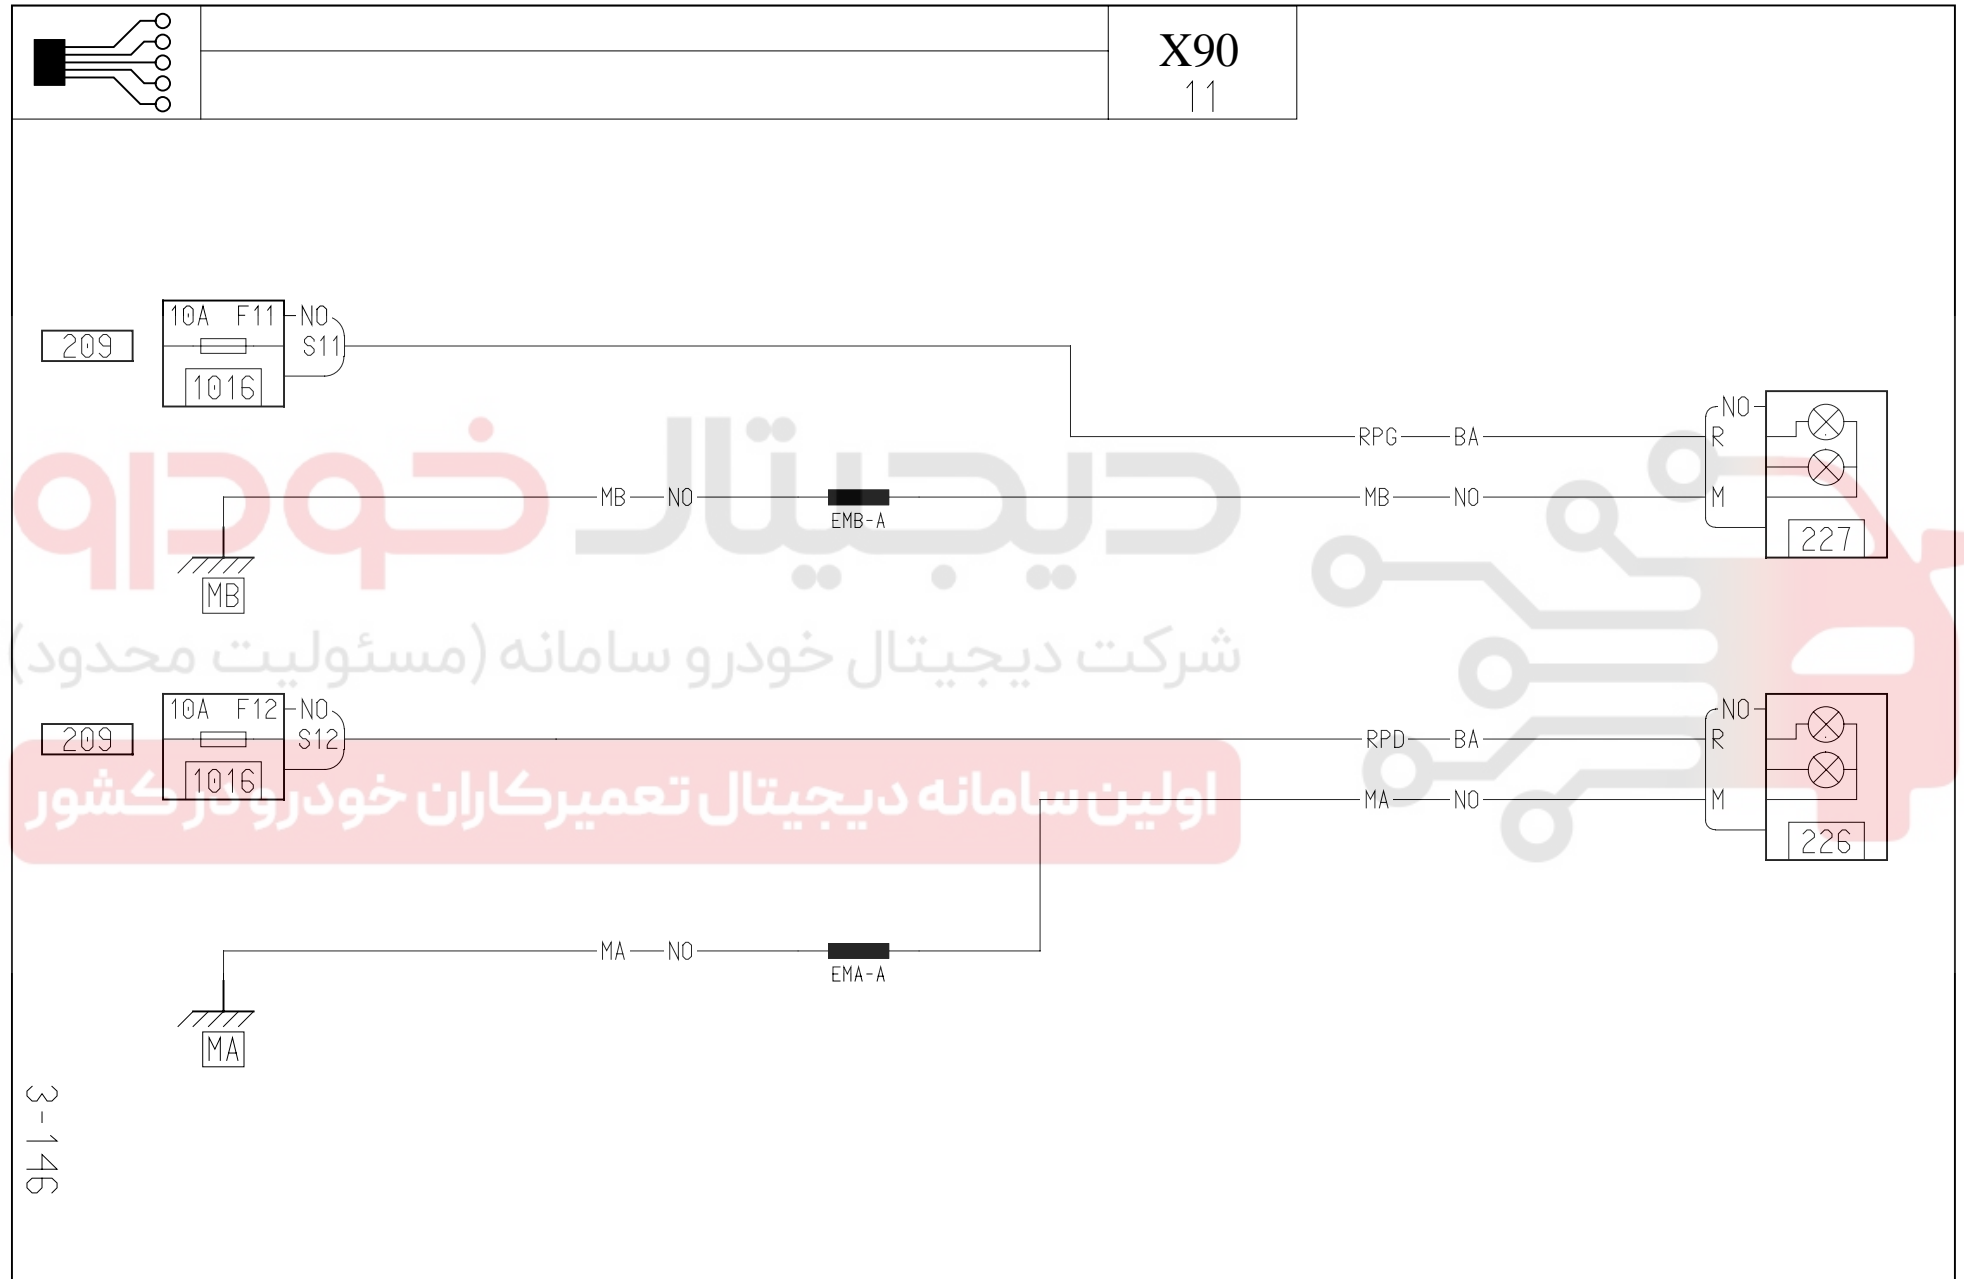 X90
11
10A F11 NO
209 S11
1016
NO
RPG BA R
MB NO EMB-A MB NO M
227
MB
دیجیتال خودرو
شرکت دیجیتال خودرو سامانه (مسئولیت محدود)
10A F12 NO NO
209 S12 RPD BA R
1016
اولین سامانه دیجیتال تعمیرکاران خودرو در کشور
MA NO M
226
MA NO
EMA-A
MA
3-146